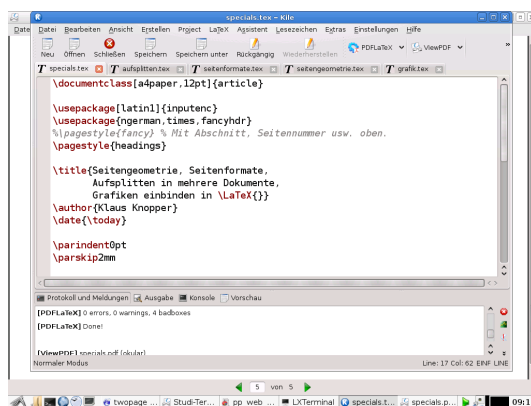 specials.tex – Kile
Date
Datei Bearbeiten Ansicht Erstellen Project LaTeX Assistent Lesezeichen Extras Einstellungen Hilfe
Neu Öffnen Schließen Speichern Speichern unter Rückgängig Wiederherstellen PDFLaTeX ViewPDF »
specials.tex aufsplitten.tex seitenformate.tex seitengeometrie.tex grafik.tex
\documentclass[a4paper,12pt]{article}
\usepackage[latin1]{inputenc}
\usepackage{ngerman,times,fancyhdr}
%\pagestyle{fancy} % Mit Abschnitt, Seitennummer usw. oben.
\pagestyle{headings}
\title{Seitengeometrie, Seitenformate,
Aufsplitten in mehrere Dokumente,
Grafiken einbinden in \LaTeX{}}
\author{Klaus Knopper}
\date{\today}
\parindent0pt
\parskip2mm
Protokoll und Meldungen Ausgabe Konsole Vorschau
[PDFLaTeX] 0 errors, 0 warnings, 4 badboxes
[PDFLaTeX] Done!
[ViewPDF] specials.pdf (okular)
Normaler Modus Line: 17 Col: 62 EINF LINE
5 von 5
twopage ... Studi-Ter... pp_web ... LXTerminal specials.t... specials.p... 09:1